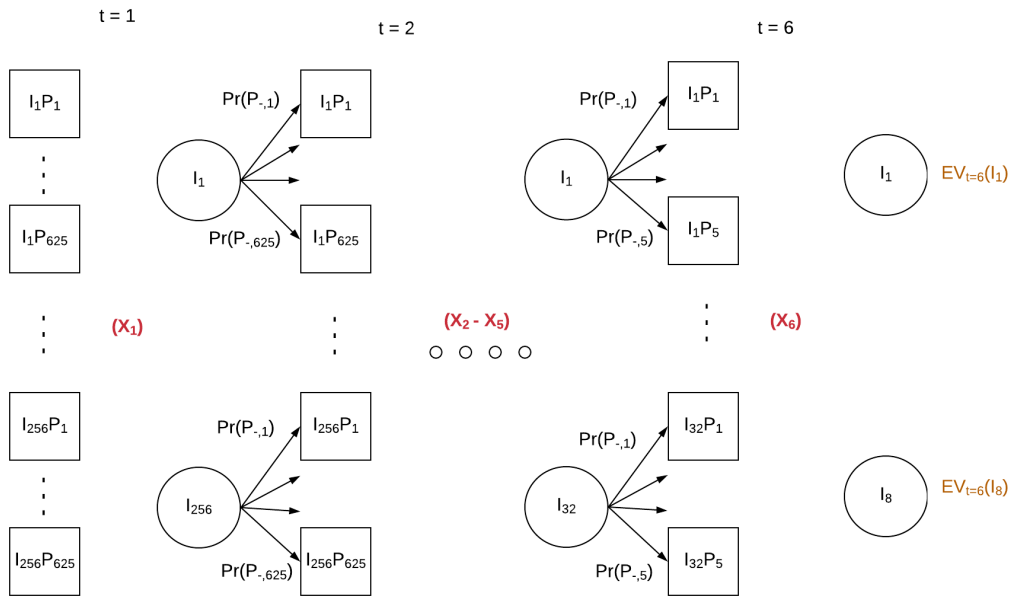 t = 1
t = 2
t = 6
I₁P₁
Pr(P₋,₁)
I₁P₁
Pr(P₋,₁)
I₁P₁
I₁
I₁
I₁
EVₜ₌₆(I₁)
I₁P₆₂₅
Pr(P₋,₆₂₅)
I₁P₆₂₅
Pr(P₋,₅)
I₁P₅
(X₁)
(X₂ - X₅)
(X₆)
I₂₅₆P₁
Pr(P₋,₁)
I₂₅₆P₁
Pr(P₋,₁)
I₃₂P₁
I₂₅₆
I₃₂
I₈
EVₜ₌₆(I₈)
I₂₅₆P₆₂₅
Pr(P₋,₆₂₅)
I₂₅₆P₆₂₅
Pr(P₋,₅)
I₃₂P₅